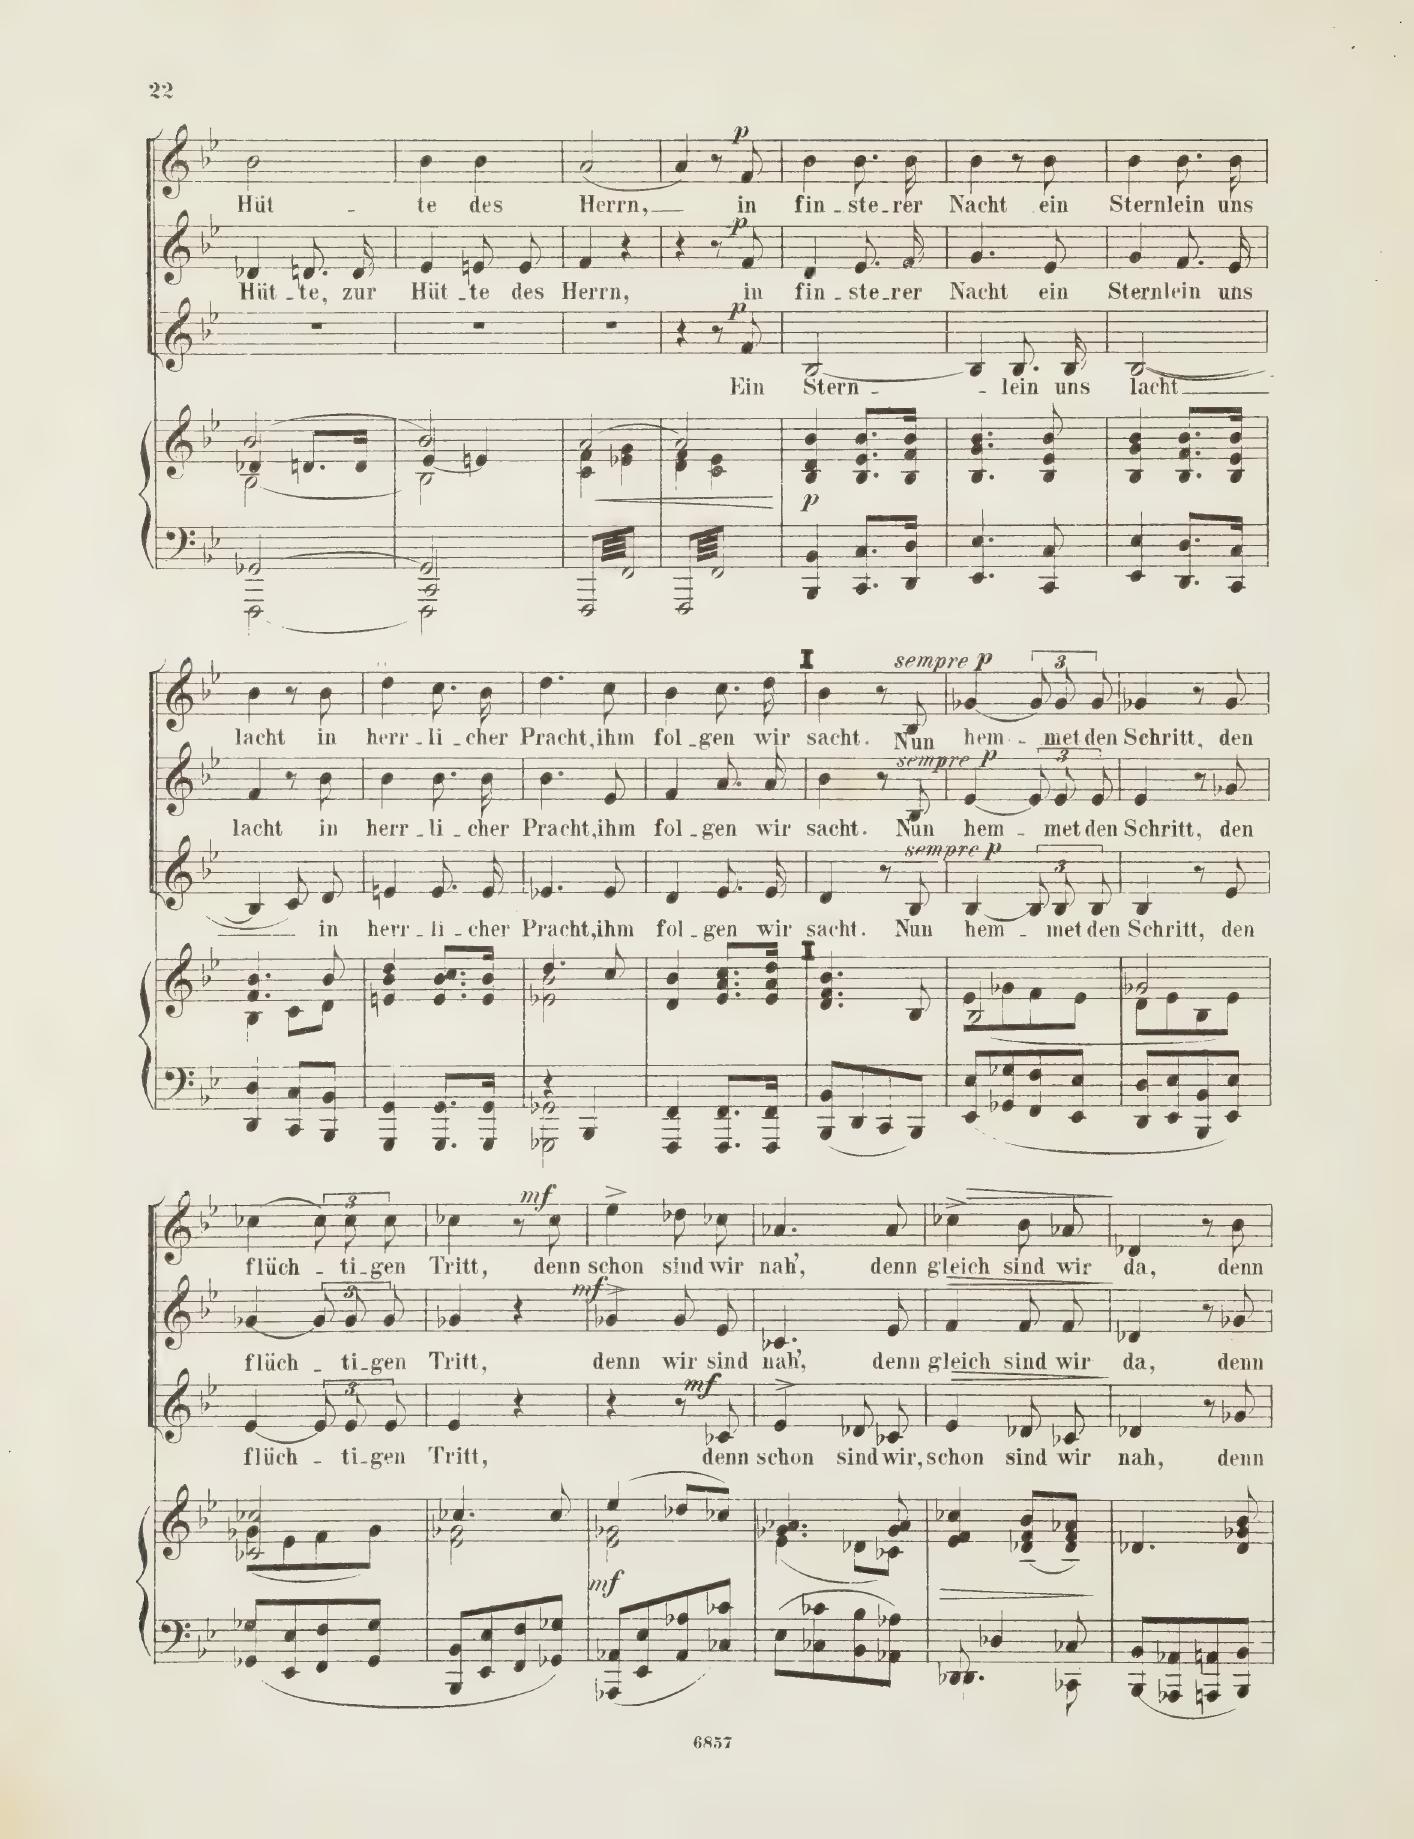 22
p
Hüt - te des Herrn, in fin - ste - rer Nacht ein Sternlein uns
p
Hüt - te, zur Hüt - te des Herrn, in fin - ste - rer Nacht ein Sternlein uns
p
Ein Stern - - lein uns lacht
p
I
sempre p
3
lacht in herr - li - cher Pracht, ihm fol - gen wir sacht. Nun hem - met den Schritt, den
sempre p
3
lacht in herr - li - cher Pracht, ihm fol - gen wir sacht. Nun hem - met den Schritt, den
sempre p
3
in herr - li - cher Pracht, ihm fol - gen wir sacht. Nun hem - met den Schritt, den
I
3
mf
flüch - ti - gen Tritt, denn schon sind wir nah', denn gleich sind wir da, denn
3
mf
flüch - ti - gen Tritt, denn wir sind nah', denn gleich sind wir da, denn
3
mf
flüch - ti - gen Tritt, denn schon sind wir, schon sind wir nah, denn
mf
6857